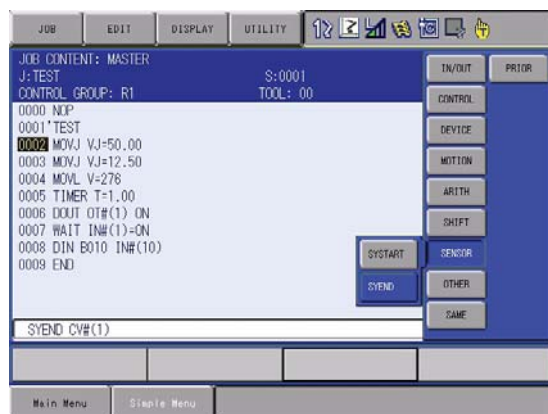 JOB EDIT DISPLAY UTILITY
JOB CONTENT: MASTER
J:TEST S:0001
CONTROL GROUP: R1 TOOL: 00
0000 NOP
0001'TEST
0002 MOVJ VJ=50.00
0003 MOVJ VJ=12.50
0004 MOVL V=276
0005 TIMER T=1.00
0006 DOUT OT#(1) ON
0007 WAIT IN#(1)=ON
0008 DIN B010 IN#(10)
0009 END
SYEND CV#(1)
SYSTART
SYEND
IN/OUT
CONTROL
DEVICE
MOTION
ARITH
SHIFT
SENSOR
OTHER
SAME
PRIOR
Main Menu Simple Menu